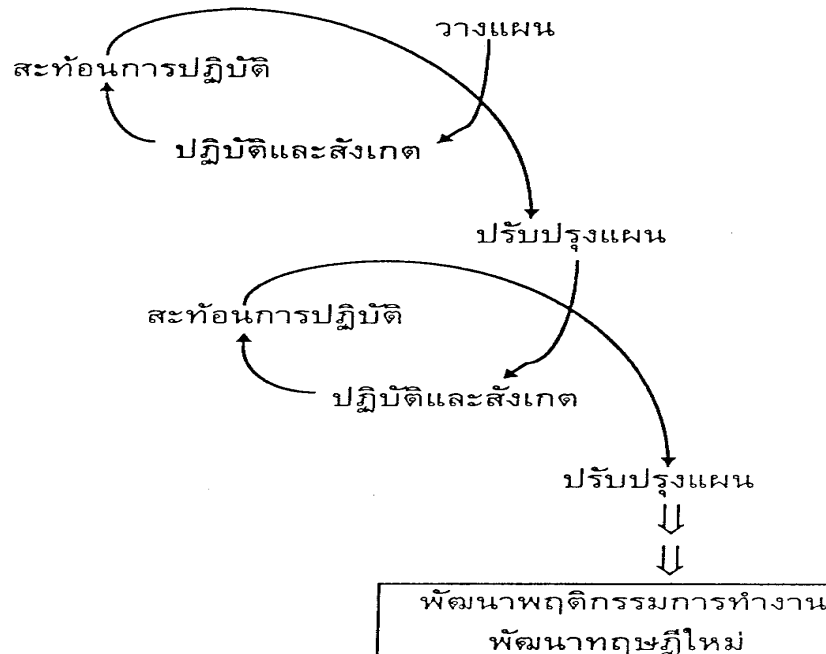 วางแผน
สะท้อนการปฏิบัติ
ปฏิบัติและสังเกต
ปรับปรุงแผน
สะท้อนการปฏิบัติ
ปฏิบัติและสังเกต
ปรับปรุงแผน
พัฒนาพฤติกรรมการทำงาน
พัฒนาทฤษฎีใหม่